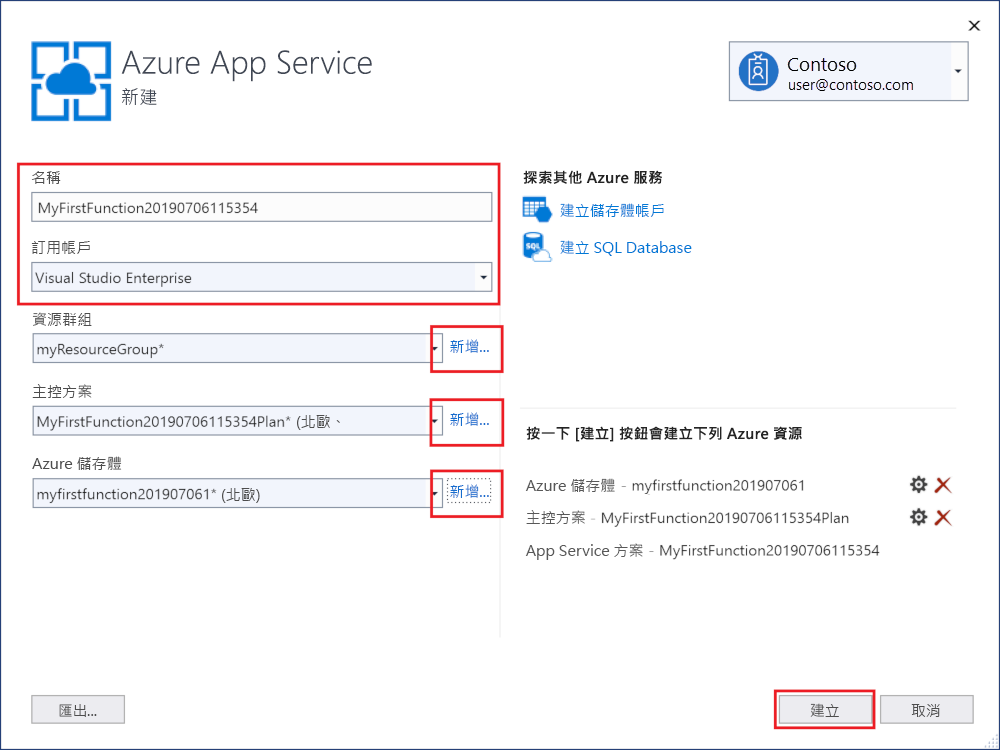 Azure App Service
新建
Contoso
user@contoso.com
名稱
MyFirstFunction20190706115354
訂用帳戶
Visual Studio Enterprise
資源群組
myResourceGroup*
新增...
主控方案
MyFirstFunction20190706115354Plan* (北歐、
新增...
Azure 儲存體
myfirstfunction201907061* (北歐)
新增...
探索其他 Azure 服務
建立儲存體帳戶
SQL
建立 SQL Database
按一下 [建立] 按鈕會建立下列 Azure 資源
Azure 儲存體 - myfirstfunction201907061
主控方案 - MyFirstFunction20190706115354Plan
App Service 方案 - MyFirstFunction20190706115354
匯出...
建立
取消